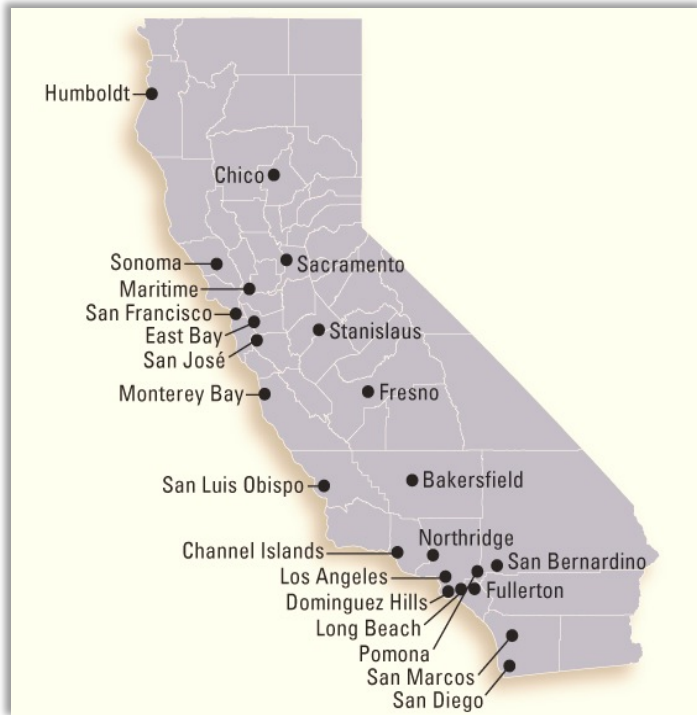 Humboldt
Chico
Sonoma
Sacramento
Maritime
San Francisco
East Bay
Stanislaus
San José
Monterey Bay
Fresno
San Luis Obispo
Bakersfield
Northridge
Channel Islands
San Bernardino
Los Angeles
Fullerton
Dominguez Hills
Long Beach
Pomona
San Marcos
San Diego